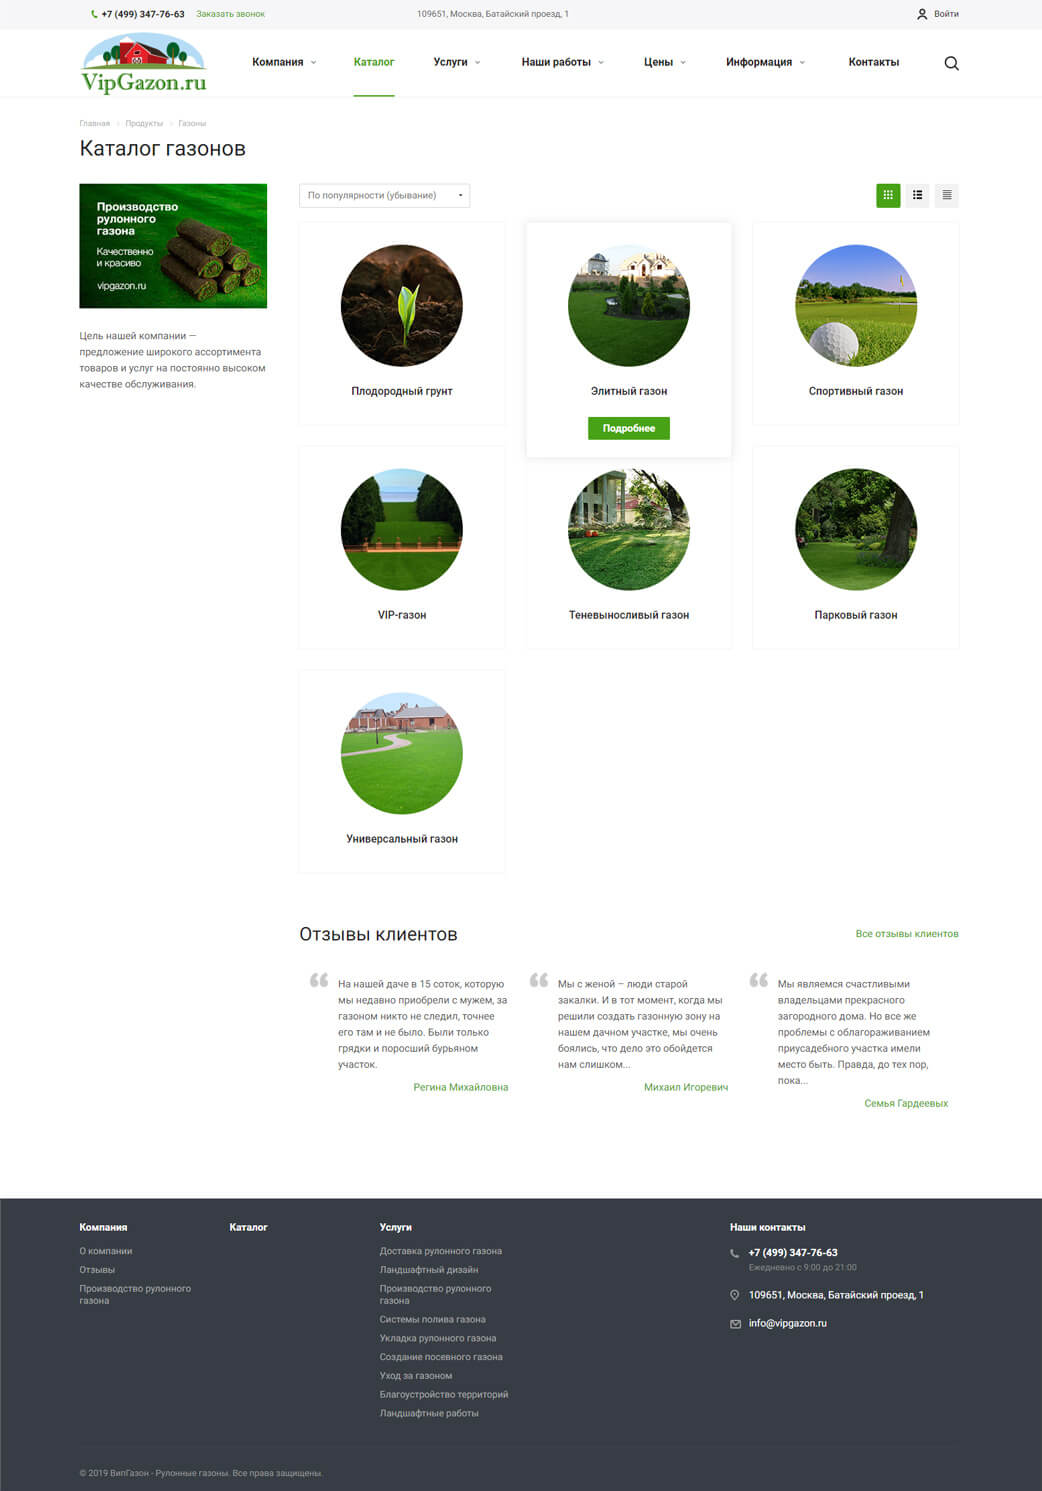 +7 (499) 347-76-63 Заказать звонок 109651, Москва, Батайский проезд, 1 Войти
VipGazon.ru
Компания Каталог Услуги Наши работы Цены Информация Контакты
Главная Продукты Газоны
Каталог газонов
Производство
рулонного
газона
Качественно
и красиво
vipgazon.ru
Цель нашей компании —
предложение широкого ассортимента
товаров и услуг на постоянно высоком
качестве обслуживания.
По популярности (убывание)
Плодородный грунт
Элитный газон
Подробнее
Спортивный газон
VIP-газон
Теневыносливый газон
Парковый газон
Универсальный газон
Отзывы клиентов
Все отзывы клиентов
На нашей даче в 15 соток, которую
мы недавно приобрели с мужем, за
газоном никто не следил, точнее
его там и не было. Были только
грядки и поросший бурьяном
участок.
Регина Михайловна
Мы с женой – люди старой
закалки. И в тот момент, когда мы
решили создать газонную зону на
нашем дачном участке, мы очень
боялись, что дело это обойдется
нам слишком...
Михаил Игоревич
Мы являемся счастливыми
владельцами прекрасного
загородного дома. Но все же
проблемы с облагораживанием
приусадебного участка имели
место быть. Правда, до тех пор,
пока...
Семья Гардеевых
Компания
О компании
Отзывы
Производство рулонного
газона
Каталог
Услуги
Доставка рулонного газона
Ландшафтный дизайн
Производство рулонного
газона
Системы полива газона
Укладка рулонного газона
Создание посевного газона
Уход за газоном
Благоустройство территорий
Ландшафтные работы
Наши контакты
+7 (499) 347-76-63
Ежедневно с 9:00 до 21:00
109651, Москва, Батайский проезд, 1
info@vipgazon.ru
© 2019 ВипГазон - Рулонные газоны. Все права защищены.